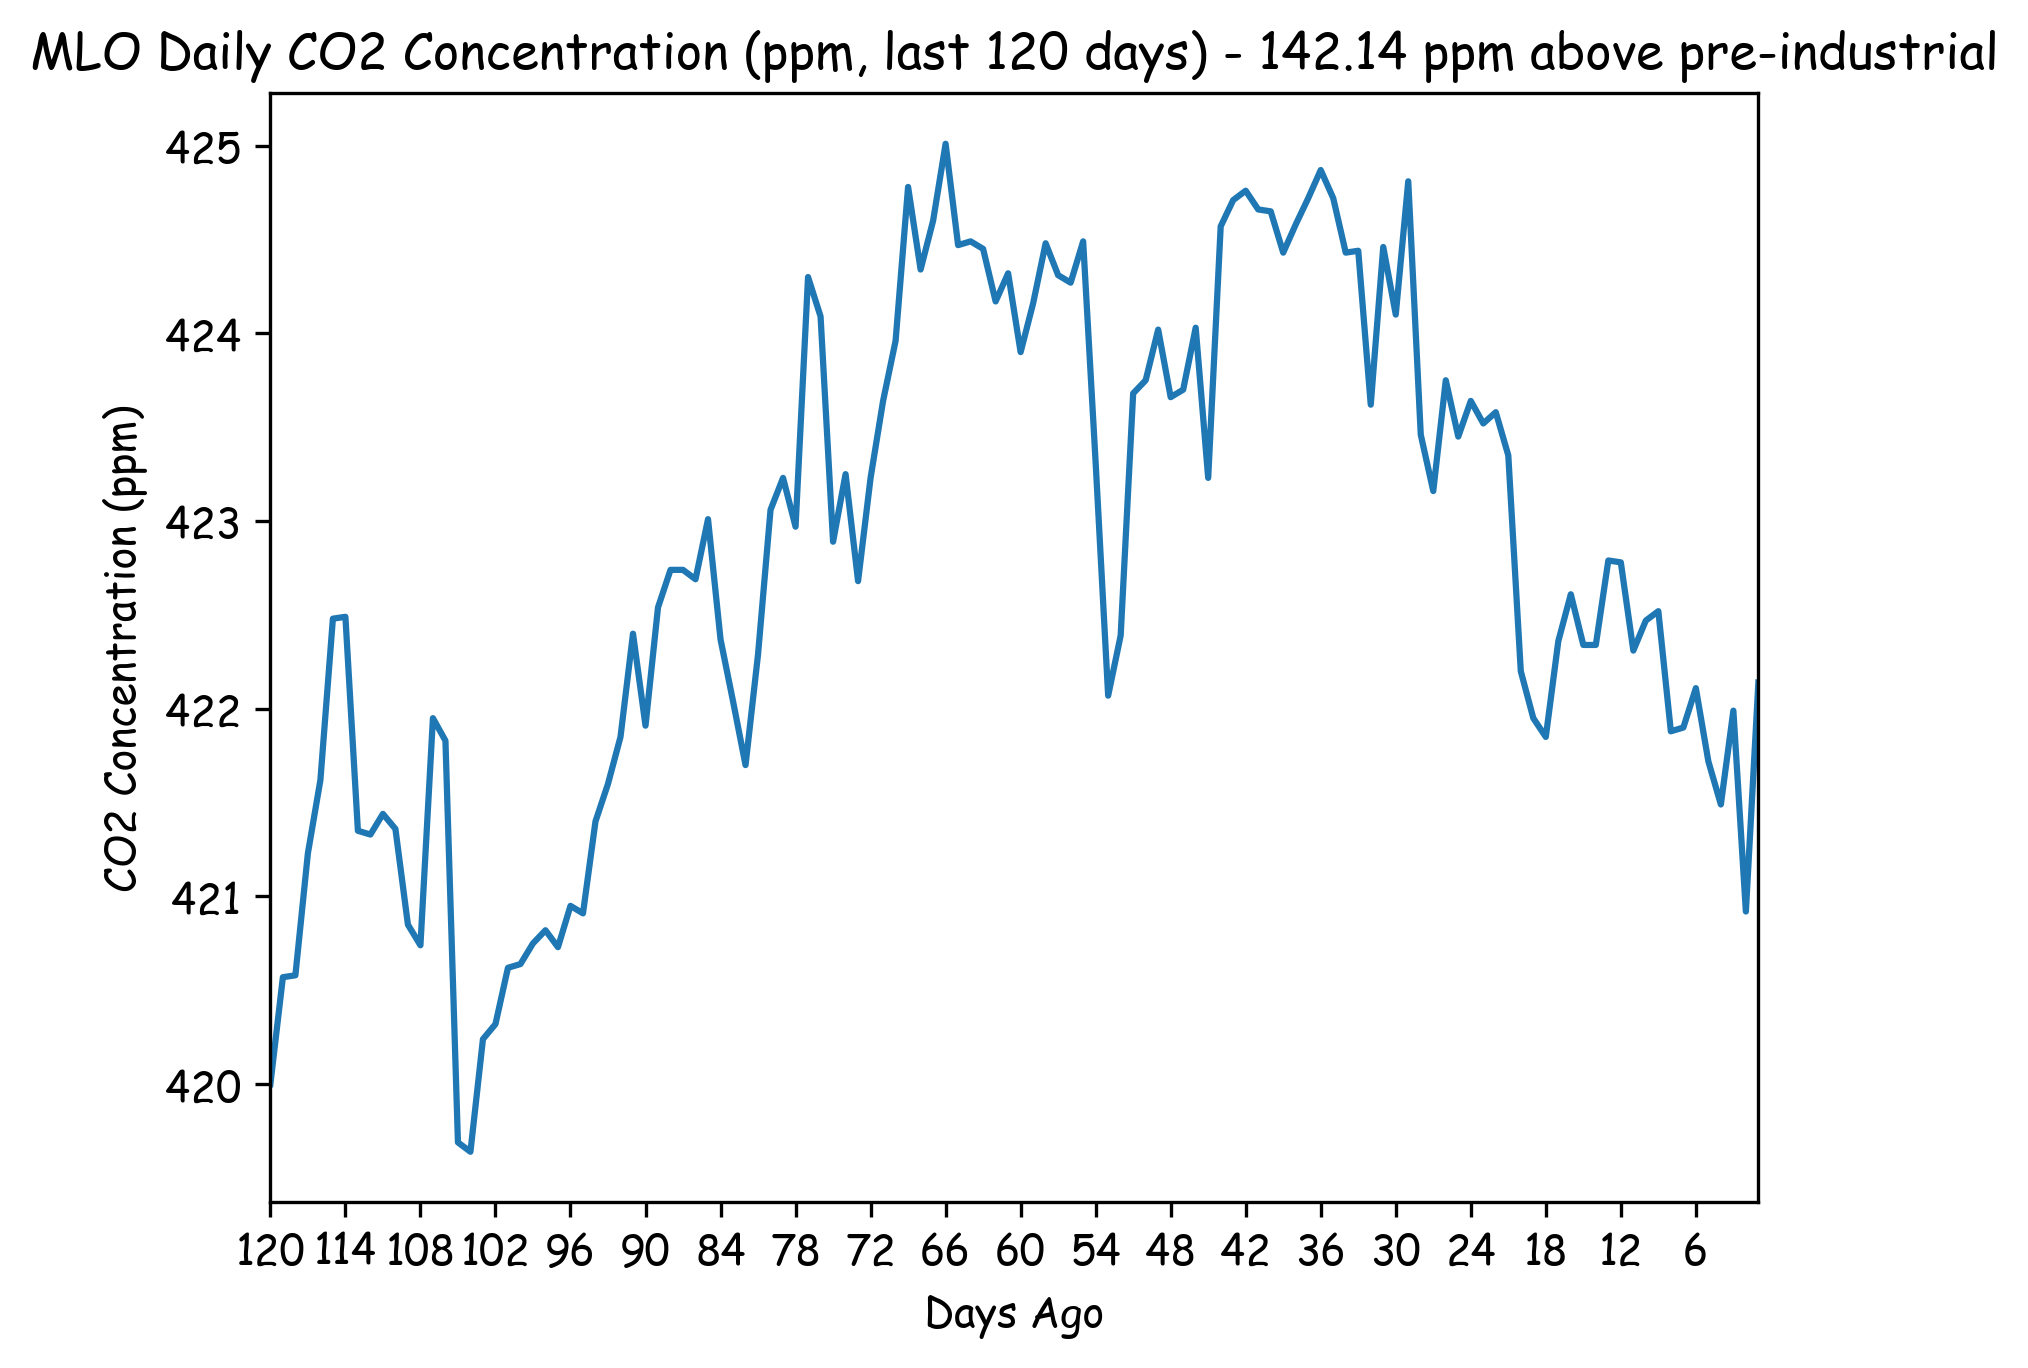 MLO Daily CO2 Concentration (ppm, last 120 days) - 142.14 ppm above pre-industrial
425
424
423
422
421
420
CO2 Concentration (ppm)
120 114 108 102 96 90 84 78 72 66 60 54 48 42 36 30 24 18 12 6
Days Ago